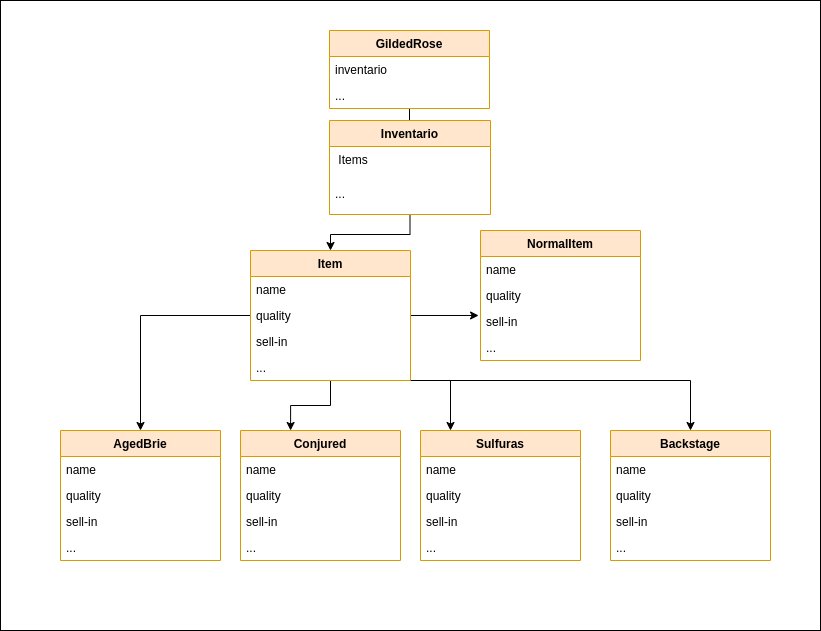 GildedRose
inventario
...
Inventario
Items
...
Item
name
quality
sell-in
...
NormalItem
name
quality
sell-in
...
AgedBrie
name
quality
sell-in
...
Conjured
name
quality
sell-in
...
Sulfuras
name
quality
sell-in
...
Backstage
name
quality
sell-in
...